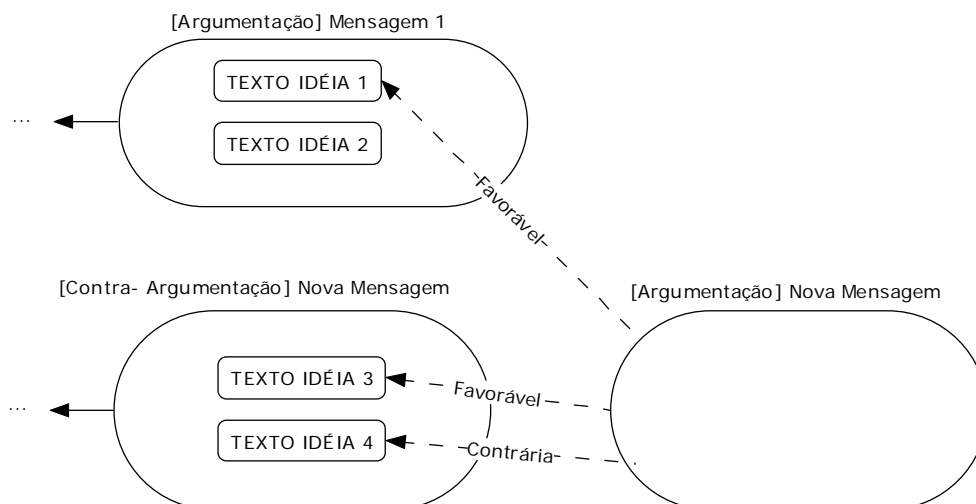 [Argumentação] Mensagem 1
TEXTO IDÉIA 1
...
TEXTO IDÉIA 2
Favorável
[Contra- Argumentação] Nova Mensagem
[Argumentação] Nova Mensagem
TEXTO IDÉIA 3
Favorável
...
TEXTO IDÉIA 4
Contrária